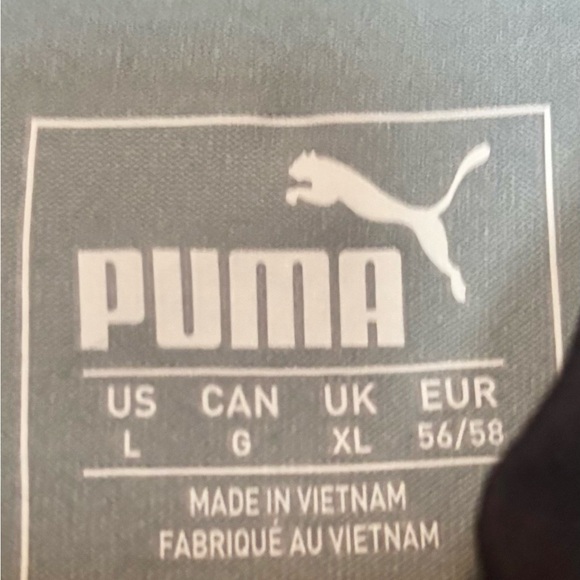 PUMA
US CAN UK EUR
L G XL 56/58
MADE IN VIETNAM
FABRIQUÉ AU VIETNAM